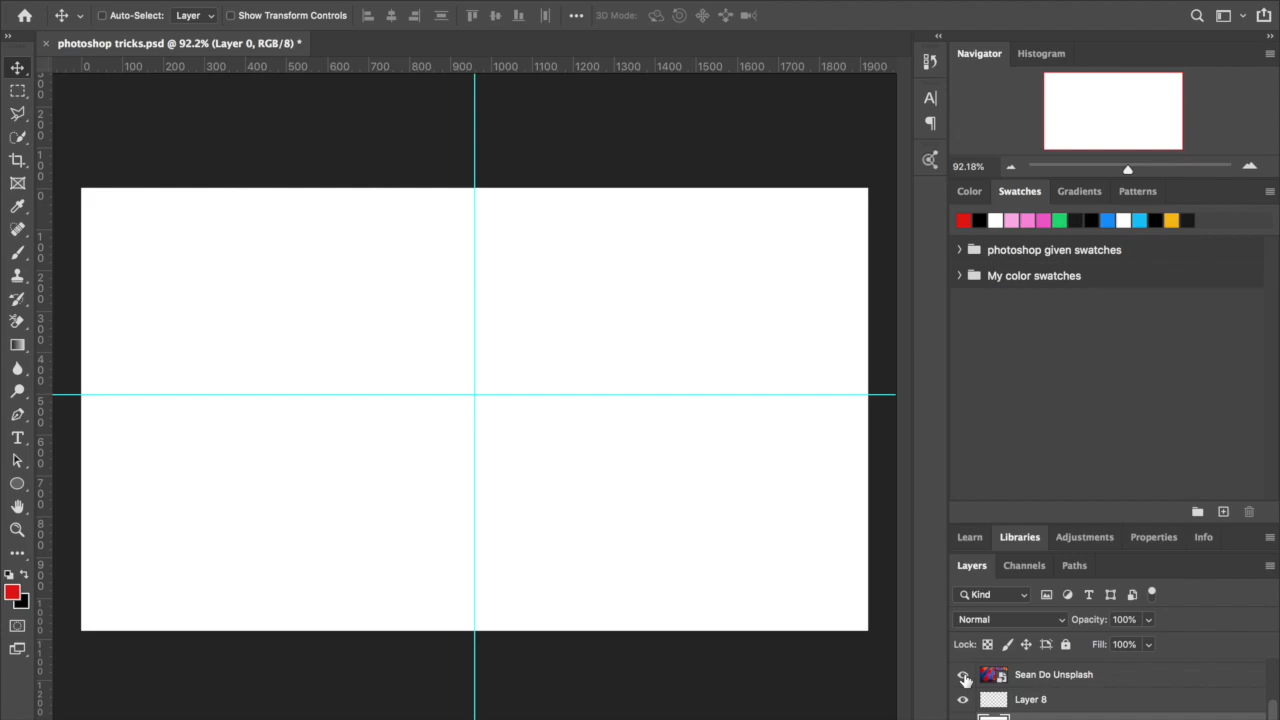 Auto-Select: Layer Show Transform Controls 3D Mode:
photoshop tricks.psd @ 92.2% (Layer 0, RGB/8) *
0 100 200 300 400 500 600 700 800 900 1000 1100 1200 1300 1400 1500 1600 1700 1800 1900
Navigator Histogram
92.18%
Color Swatches Gradients Patterns
photoshop given swatches
My color swatches
Learn Libraries Adjustments Properties Info
Layers Channels Paths
Kind
Normal Opacity: 100%
Lock: Fill: 100%
Sean Do Unsplash
Layer 8